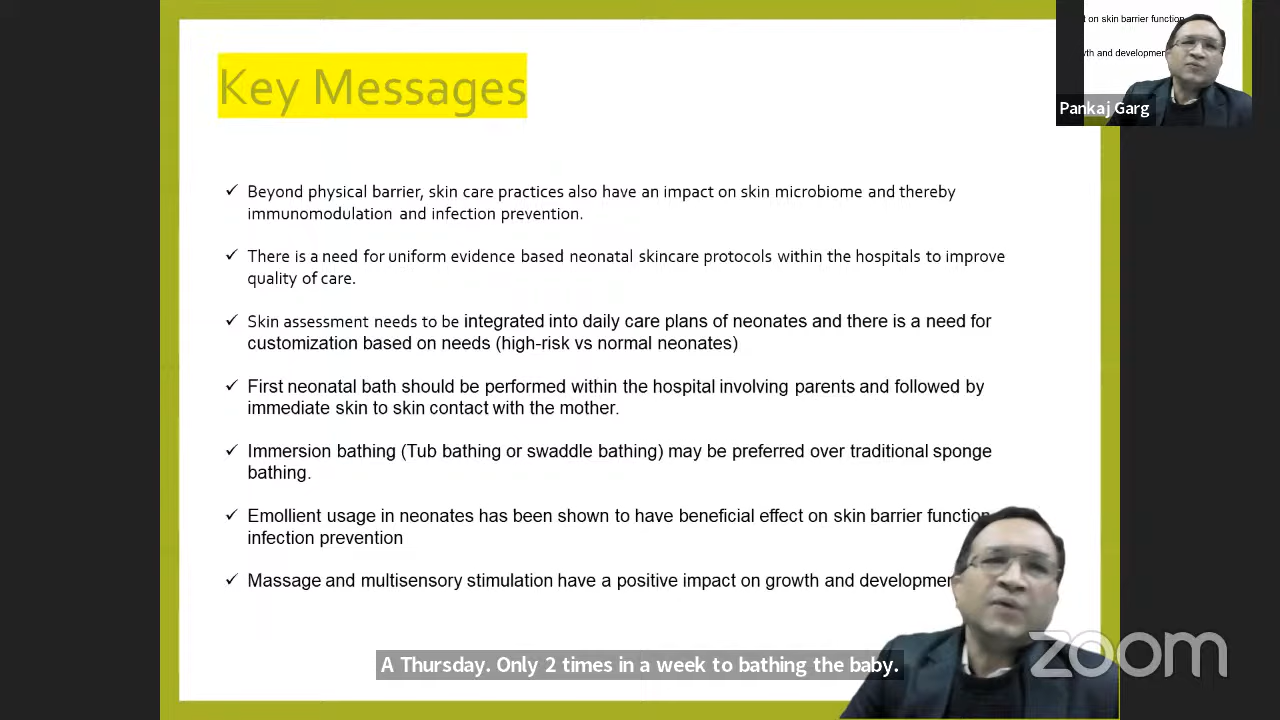 Key Messages
Beyond physical barrier, skin care practices also have an impact on skin microbiome and thereby
immunomodulation and infection prevention.
There is a need for uniform evidence based neonatal skincare protocols within the hospitals to improve
quality of care.
Skin assessment needs to be integrated into daily care plans of neonates and there is a need for
customization based on needs (high-risk vs normal neonates)
First neonatal bath should be performed within the hospital involving parents and followed by
immediate skin to skin contact with the mother.
Immersion bathing (Tub bathing or swaddle bathing) may be preferred over traditional sponge
bathing.
Emollient usage in neonates has been shown to have beneficial effect on skin barrier function
infection prevention
Massage and multisensory stimulation have a positive impact on growth and developmen
on skin barrier function
Pankaj Garg
A Thursday. Only 2 times in a week to bathing the baby.
zoom